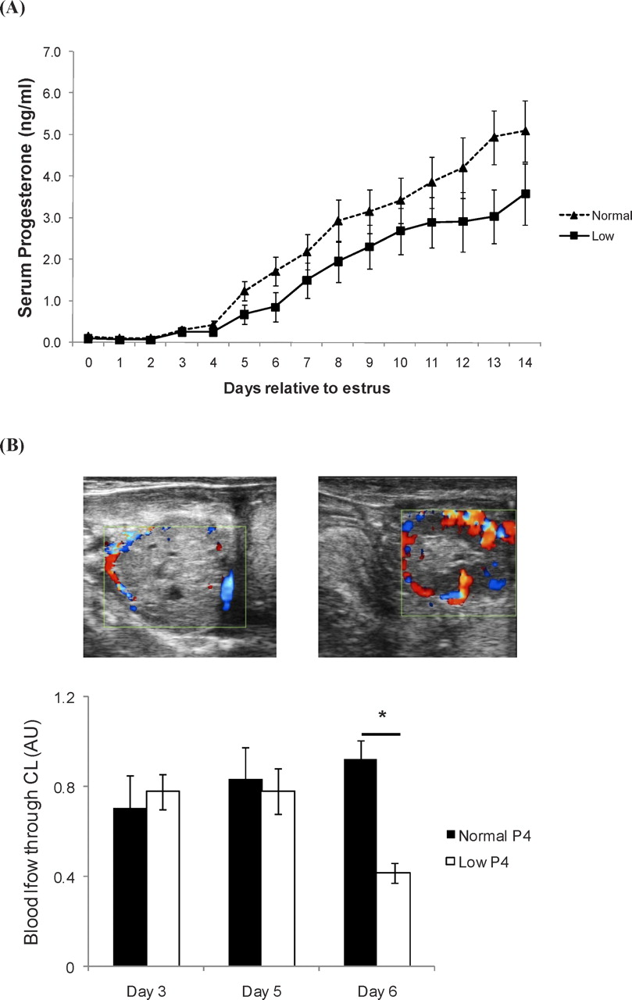 (A)
7.0
6.0
5.0
4.0
3.0
2.0
1.0
0.0
Serum Progesterone (ng/ml)
0 1 2 3 4 5 6 7 8 9 10 11 12 13 14
Days relative to estrus
Normal
Low
(B)
1.2
0.8
0.4
0
Blood lfow through CL (AU)
*
Normal P4
Low P4
Day 3 Day 5 Day 6